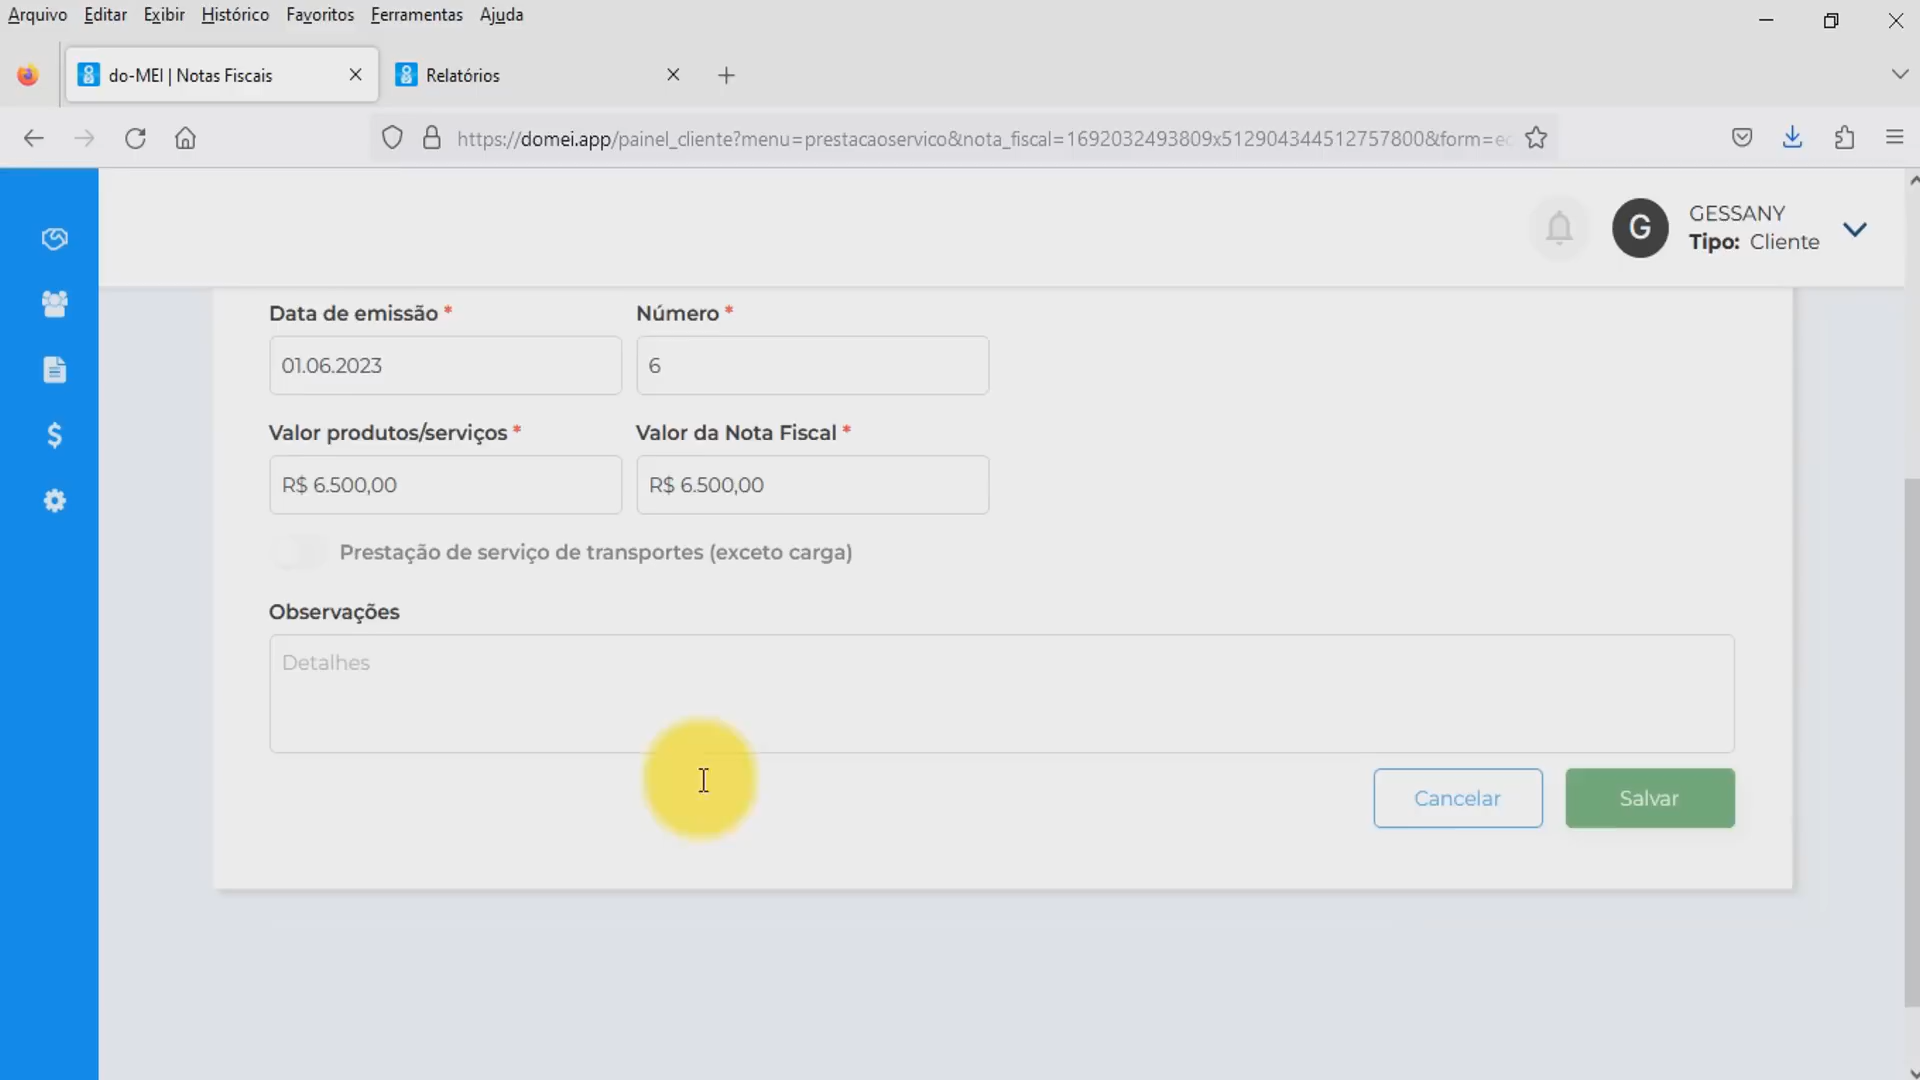 Arquivo Editar Exibir Histórico Favoritos Ferramentas Ajuda
do-MEI | Notas Fiscais
Relatórios
https://domei.app/painel_cliente?menu=prestacaoservico&nota_fiscal=1692032493809x512904344512757800&form=ec
G
GESSANY
Tipo: Cliente
Data de emissão *
Número *
01.06.2023
6
Valor produtos/serviços *
Valor da Nota Fiscal *
R$ 6.500,00
R$ 6.500,00
Prestação de serviço de transportes (exceto carga)
Observações
Detalhes
Cancelar
Salvar